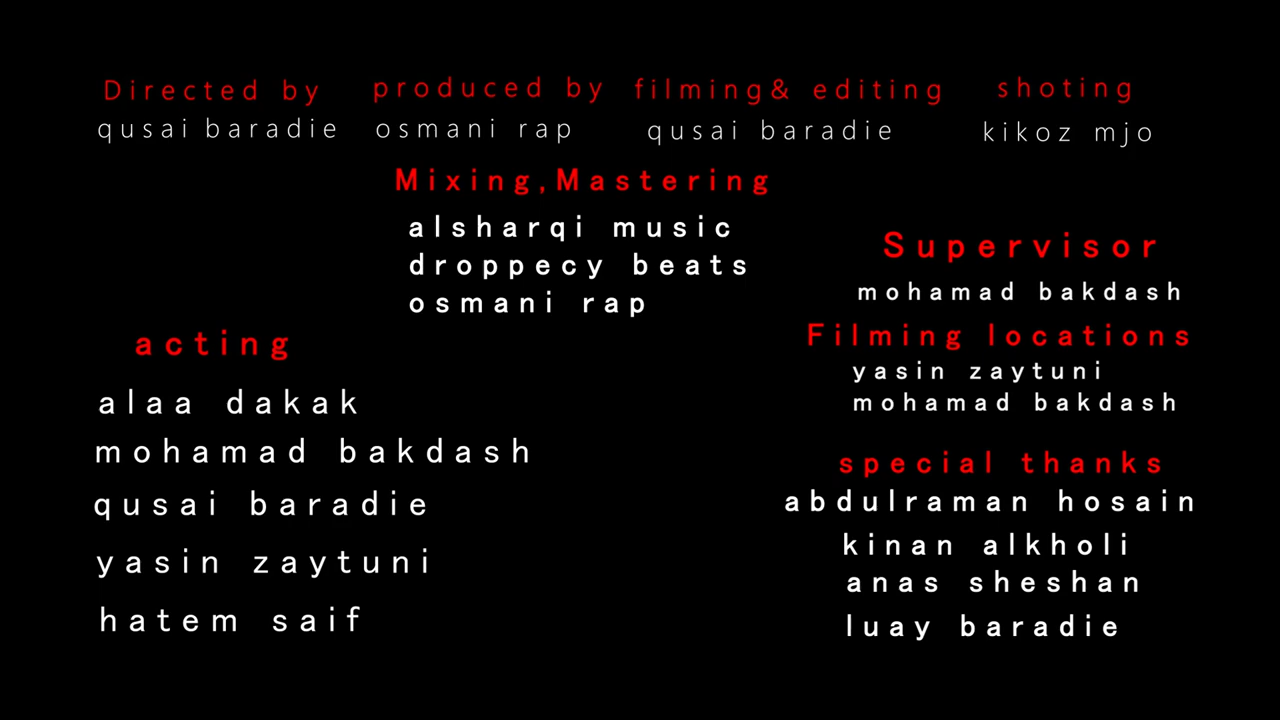 Directed by
qusai baradie
produced by
osmani rap
filming& editing
qusai baradie
shoting
kikoz mjo
Mixing,Mastering
alsharqi music
droppecy beats
osmani rap
Supervisor
mohamad bakdash
Filming locations
yasin zaytuni
mohamad bakdash
acting
alaa dakak
mohamad bakdash
qusai baradie
yasin zaytuni
hatem saif
special thanks
abdulraman hosain
kinan alkholi
anas sheshan
luay baradie